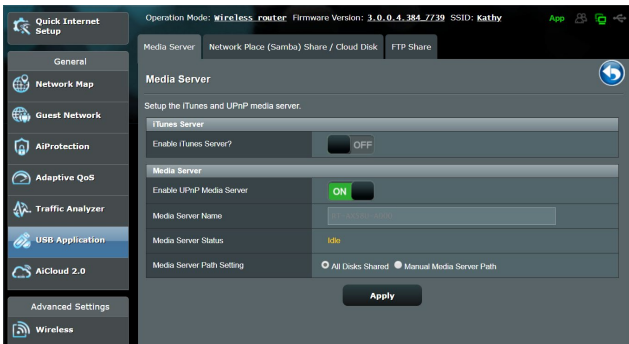 Quick Internet
Setup
Operation Mode: Wireless router Firmware Version: 3.0.0.4.384_7739 SSID: Kathy
App
General
Network Map
Guest Network
AiProtection
Adaptive QoS
Traffic Analyzer
USB Application
AiCloud 2.0
Advanced Settings
Wireless
Media Server
Network Place (Samba) Share / Cloud Disk
FTP Share
Media Server
Setup the iTunes and UPnP media server.
iTunes Server
Enable iTunes Server?
OFF
Media Server
Enable UPnP Media Server
ON
Media Server Name
Media Server Status
Idle
Media Server Path Setting
All Disks Shared
Manual Media Server Path
Apply